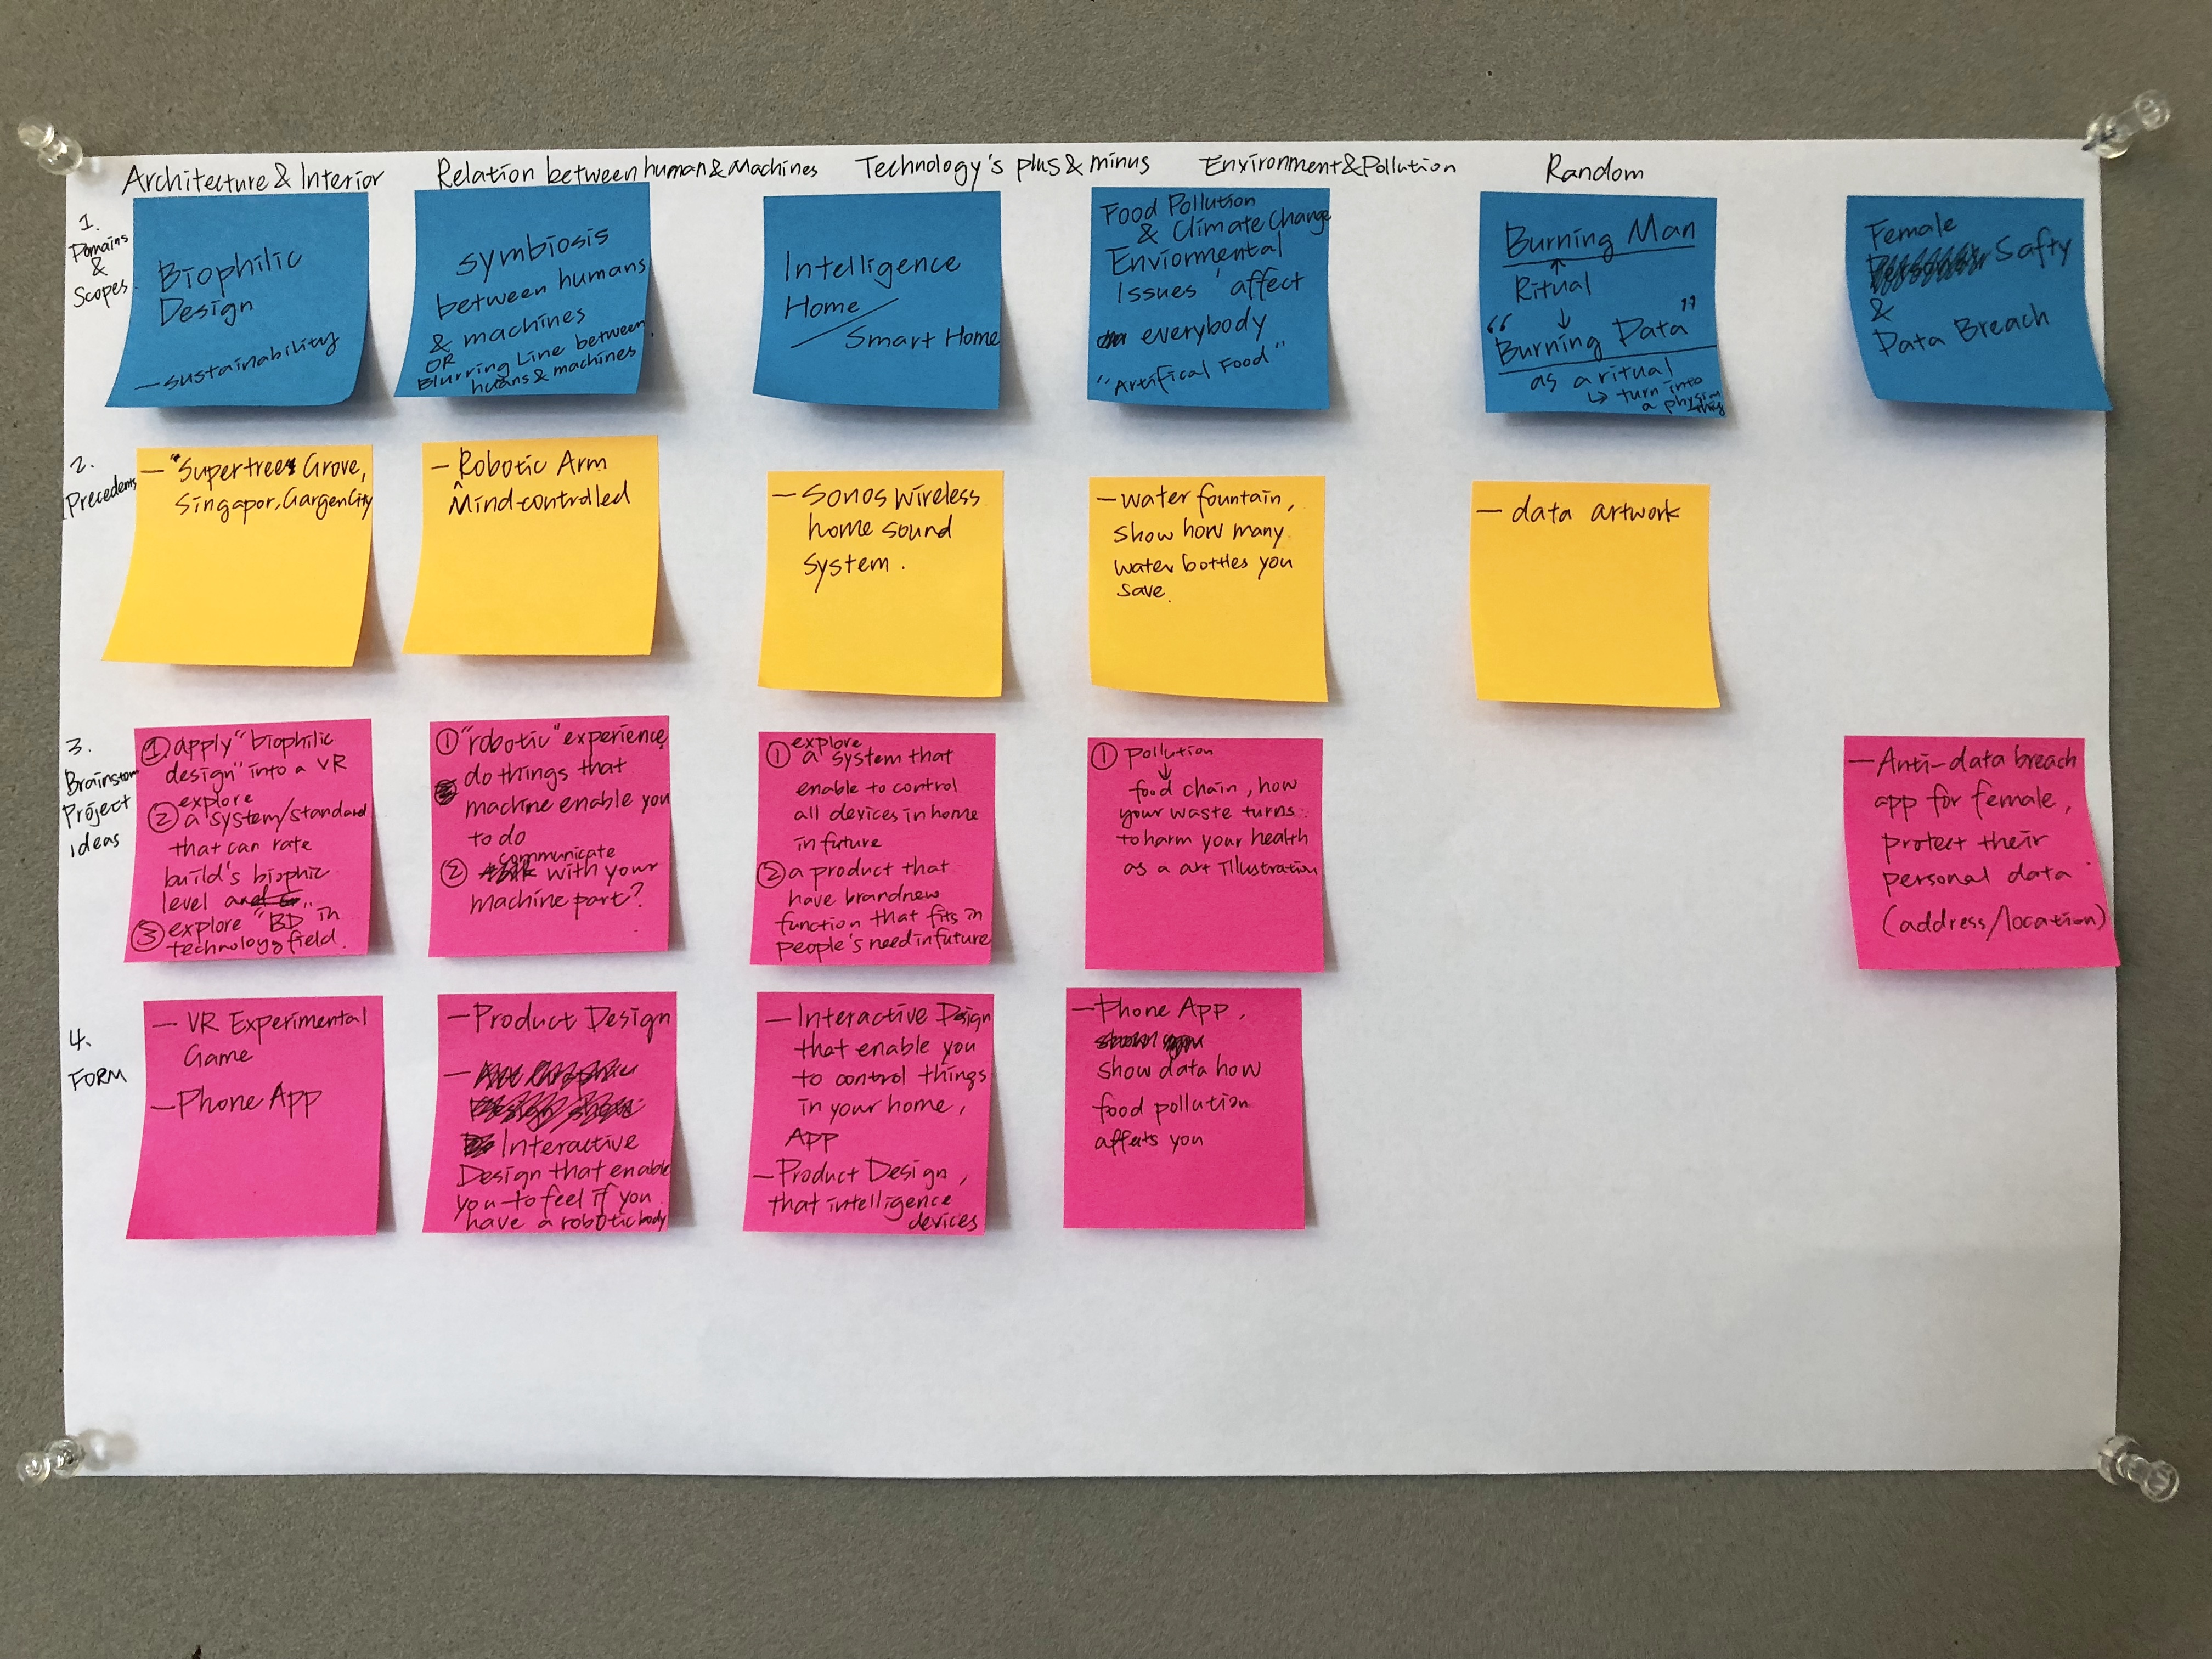 Architecture & Interior
Relation between human & Machines
Technology's plus & minus
Environment & Pollution
Random
1.
Domains
&
Scopes.
Biophilic
Design
— sustainability
symbiosis
between humans
& machines
OR
Blurring Line between
huans & machines
Intelligence
Home /
Smart Home
Food Pollution
& Climate Change
Enviormental
Issues affect
everybody
"Artifical Food"
Burning Man
↑
Ritual
↓
"Burning Data"
as a ritual
↳ turn into
a physical
thing
Female
Safty
&
Data Breach
2.
Precedents
— "Supertrees Grove,
Singapor, GargenCity
— Robotic Arm
^Mind-controlled
— Sonos wireless
home sound
system.
— water fountain,
show how many
water bottles you
save.
— data artwork
3.
Brainstorm
Project
ideas
① apply "biophilic
design" into a VR
explore
② a system/standard
that can rate
build's biophic
level
③ explore "BD" in
technology field.
① "robotic" experience
do things that
machine enable you
to do
communicate
② with your
machine part?
explore
① a system that
enable to control
all devices in home
in future
② a product that
have brandnew
function that fits in
people's need in future
① pollution
↓
food chain, how
your waste turns
to harm your health
as a art illustration
— Anti-data breach
app for female,
protect their
personal data
(address/location)
4.
FORM
— VR Experimental
Game
— Phone App
— Product Design
—
Interactive
Design that enable
you to feel if you
have a robotic body
— Interactive Design
that enable you
to control things
in your home,
App
— Product Design,
that intelligence
devices
— Phone App,
show data how
food pollution
affects you